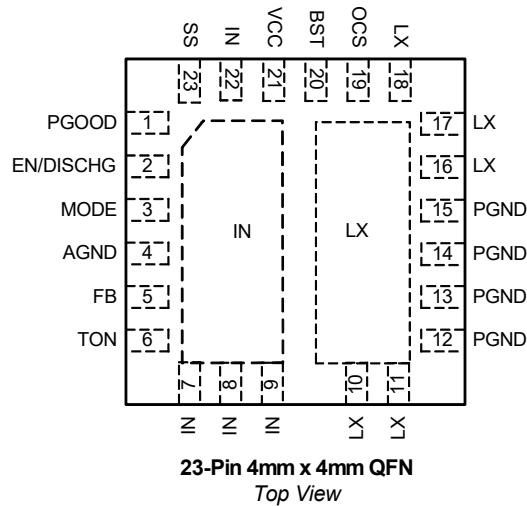 SS IN VCC BST OCS LX
23 22 21 20 19 18
PGOOD 1
EN/DISCHG 2
MODE 3
AGND 4
FB 5
TON 6
IN
LX
17 LX
16 LX
15 PGND
14 PGND
13 PGND
12 PGND
7 8 9 10 11
IN IN IN LX LX
23-Pin 4mm x 4mm QFN
Top View